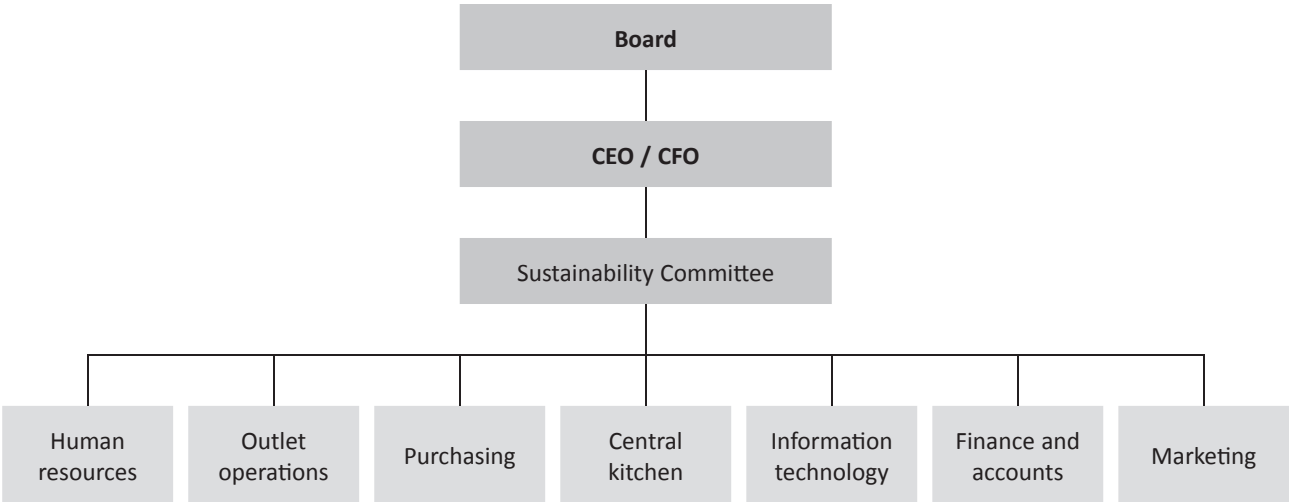 Board
CEO / CFO
Sustainability Committee
Human
resources
Outlet
operations
Purchasing
Central
kitchen
Information
technology
Finance and
accounts
Marketing